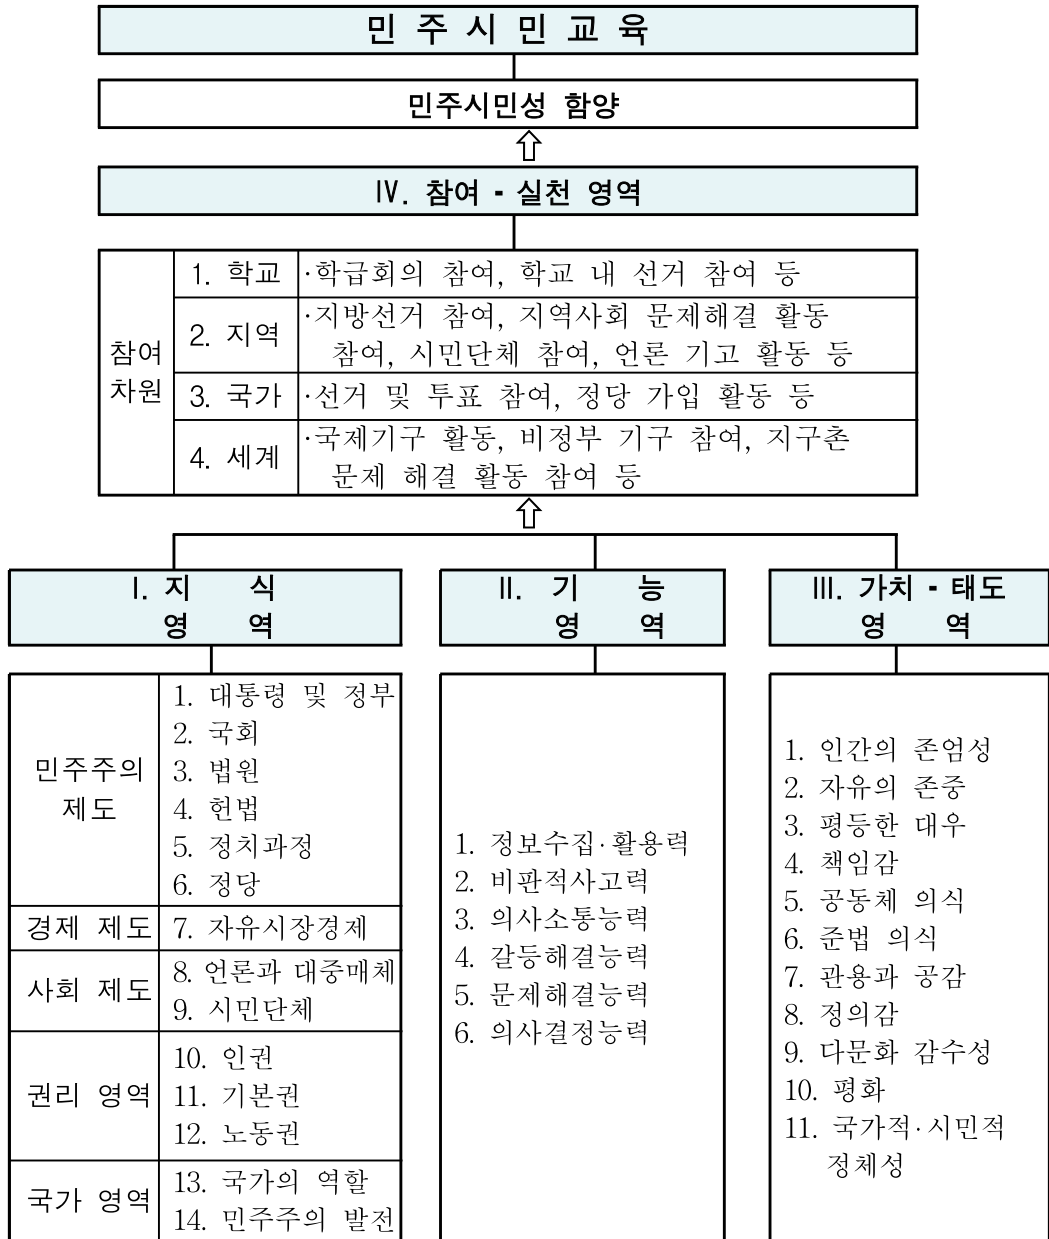 민 주 시 민 교 육
민주시민성 함양
Ⅳ. 참여 - 실천 영역
참여
차원
1. 학교
·학급회의 참여, 학교 내 선거 참여 등
2. 지역
·지방선거 참여, 지역사회 문제해결 활동
참여, 시민단체 참여, 언론 기고 활동 등
3. 국가
·선거 및 투표 참여, 정당 가입 활동 등
4. 세계
·국제기구 활동, 비정부 기구 참여, 지구촌
문제 해결 활동 참여 등
Ⅰ. 지 식
영 역
민주주의
제도
1. 대통령 및 정부
2. 국회
3. 법원
4. 헌법
5. 정치과정
6. 정당
경제 제도
7. 자유시장경제
사회 제도
8. 언론과 대중매체
9. 시민단체
권리 영역
10. 인권
11. 기본권
12. 노동권
국가 영역
13. 국가의 역할
14. 민주주의 발전
Ⅱ. 기 능
영 역
1. 정보수집·활용력
2. 비판적사고력
3. 의사소통능력
4. 갈등해결능력
5. 문제해결능력
6. 의사결정능력
Ⅲ. 가치 - 태도
영 역
1. 인간의 존엄성
2. 자유의 존중
3. 평등한 대우
4. 책임감
5. 공동체 의식
6. 준법 의식
7. 관용과 공감
8. 정의감
9. 다문화 감수성
10. 평화
11. 국가적·시민적
정체성